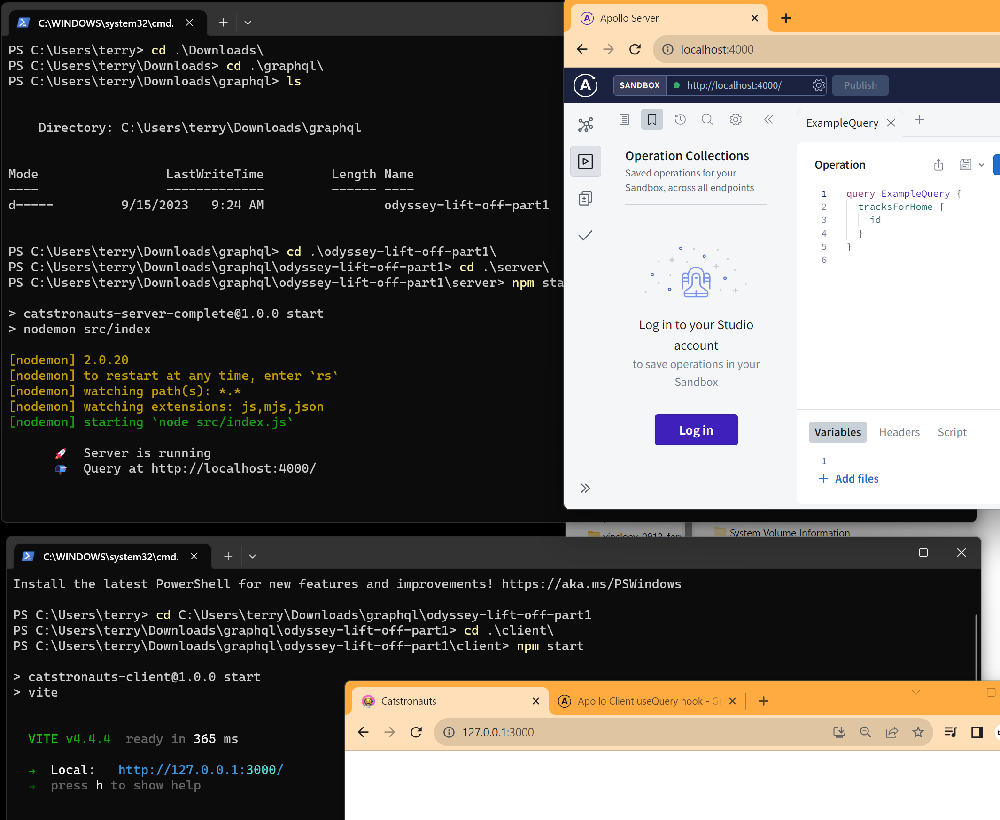 C:\WINDOWS\system32\cmd.
PS C:\Users\terry> cd .\Downloads\
PS C:\Users\terry\Downloads> cd .\graphql\
PS C:\Users\terry\Downloads\graphql> ls
Directory: C:\Users\terry\Downloads\graphql
Mode LastWriteTime Length Name
---- ------------- ------ ----
d----- 9/15/2023 9:24 AM odyssey-lift-off-part1
PS C:\Users\terry\Downloads\graphql> cd .\odyssey-lift-off-part1\
PS C:\Users\terry\Downloads\graphql\odyssey-lift-off-part1> cd .\server\
PS C:\Users\terry\Downloads\graphql\odyssey-lift-off-part1\server> npm sta
> catstronauts-server-complete@1.0.0 start
> nodemon src/index
[nodemon] 2.0.20
[nodemon] to restart at any time, enter `rs`
[nodemon] watching path(s): *.*
[nodemon] watching extensions: js,mjs,json
[nodemon] starting `node src/index.js`
🚀 Server is running
📭 Query at http://localhost:4000/
Apollo Server
localhost:4000
SANDBOX http://localhost:4000/ Publish
ExampleQuery
Operation Collections
Saved operations for your
Sandbox, across all endpoints
Log in to your Studio
account
to save operations in your
Sandbox
Log in
Operation
1 query ExampleQuery {
2 tracksForHome {
3 id
4 }
5 }
6
Variables Headers Script
1
+ Add files
System Volume Information
C:\WINDOWS\system32\cmd.
Install the latest PowerShell for new features and improvements! https://aka.ms/PSWindows
PS C:\Users\terry> cd C:\Users\terry\Downloads\graphql\odyssey-lift-off-part1
PS C:\Users\terry\Downloads\graphql\odyssey-lift-off-part1> cd .\client\
PS C:\Users\terry\Downloads\graphql\odyssey-lift-off-part1\client> npm start
> catstronauts-client@1.0.0 start
> vite
VITE v4.4.4 ready in 365 ms
→ Local: http://127.0.0.1:3000/
→ press h to show help
Catstronauts
Apollo Client useQuery hook - Gr
127.0.0.1:3000